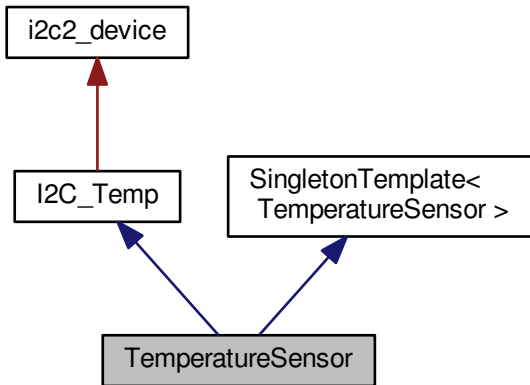 i2c2_device
I2C_Temp
SingletonTemplate<
TemperatureSensor >
TemperatureSensor